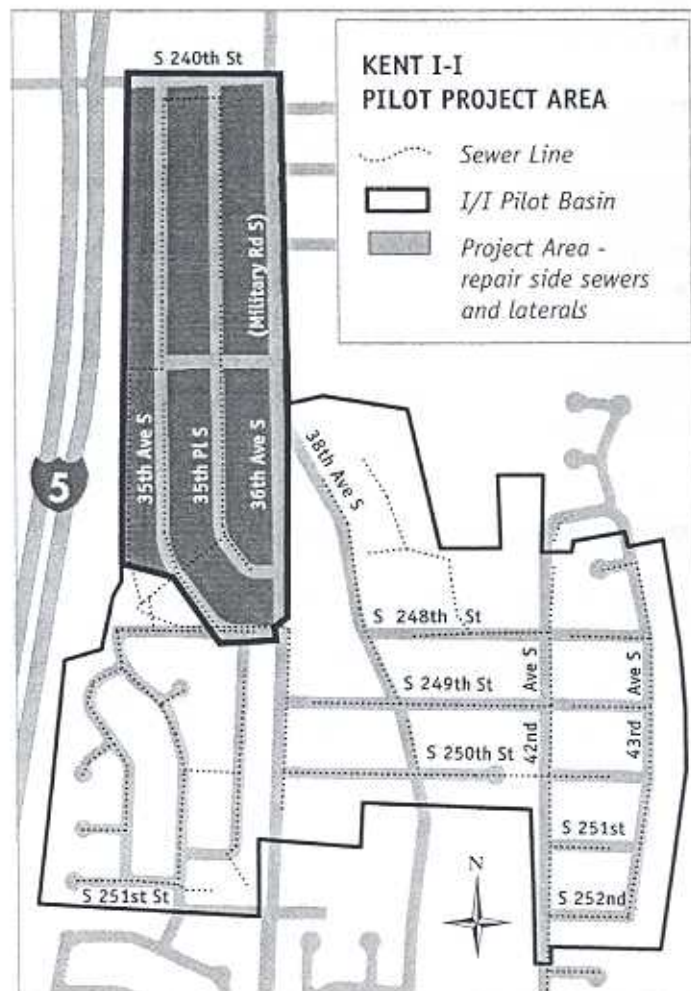 S 240th St
KENT I-I
PILOT PROJECT AREA
Sewer Line
I/I Pilot Basin
Project Area -
repair side sewers
and laterals
(Military Rd S)
35th Ave S
35th Pl S
36th Ave S
38th Ave S
5
S 248th St
Ave S
Ave S
S 249th St
42nd
43rd
S 250th St
S 251st
S 251st St
S 252nd
N